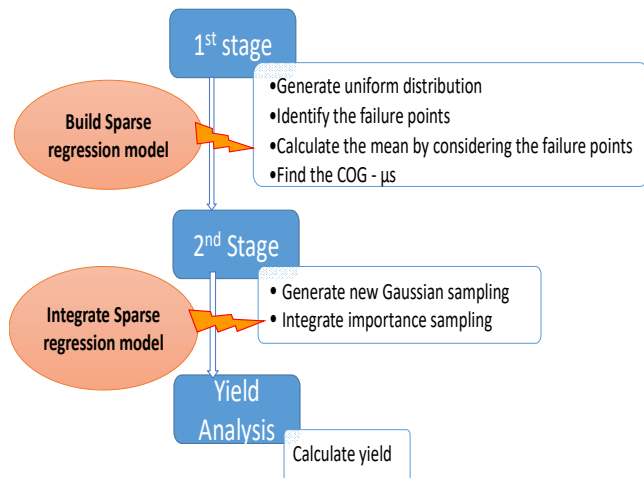 1st stage
•Generate uniform distribution
•Identify the failure points
•Calculate the mean by considering the failure points
•Find the COG - µs
Build Sparse
regression model
2nd Stage
• Generate new Gaussian sampling
• Integrate importance sampling
Integrate Sparse
regression model
Yield
Analysis
Calculate yield